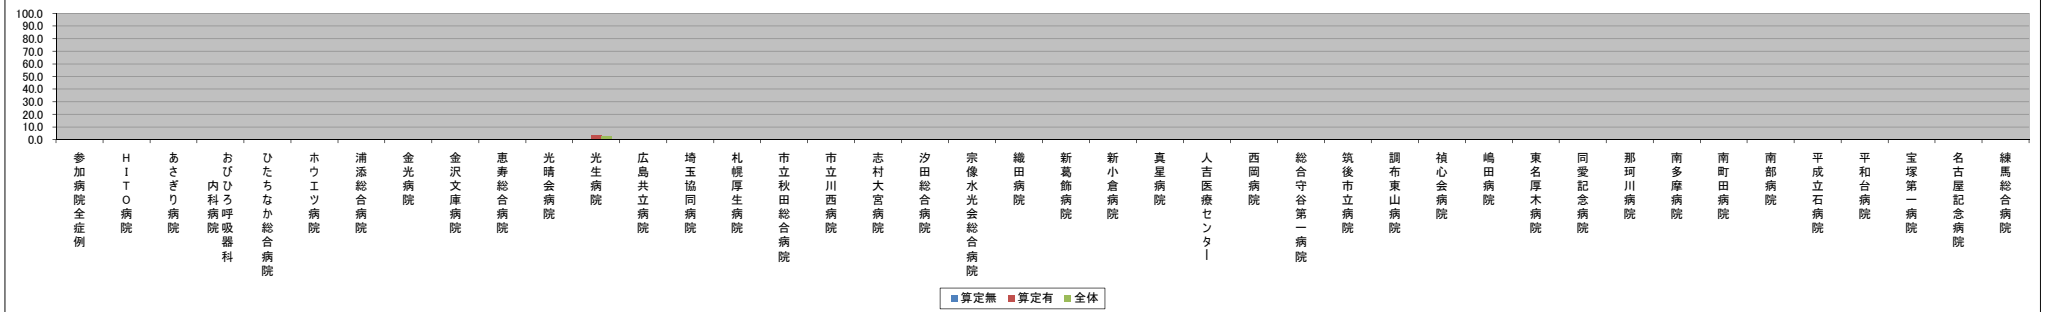 100.0
90.0
80.0
70.0
60.0
50.0
40.0
30.0
20.0
10.0
0.0
参加病院全症例
HITO病院
あさぎり病院
おびひろ呼吸器科
内科病院
ひたちなか総合病院
ホウエツ病院
浦添総合病院
金光病院
金沢文庫病院
恵寿総合病院
光晴会病院
光生病院
広島共立病院
埼玉協同病院
札幌厚生病院
市立秋田総合病院
市立川西病院
志村大宮病院
汐田総合病院
宗像水光会総合病院
織田病院
新葛飾病院
新小倉病院
真星病院
人吉医療センター
西岡病院
総合守谷第一病院
筑後市立病院
調布東山病院
禎心会病院
嶋田病院
東名厚木病院
同愛記念病院
那珂川病院
南多摩病院
南町田病院
南部病院
平成立石病院
平和台病院
宝塚第一病院
名古屋記念病院
練馬総合病院
算定無 算定有 全体